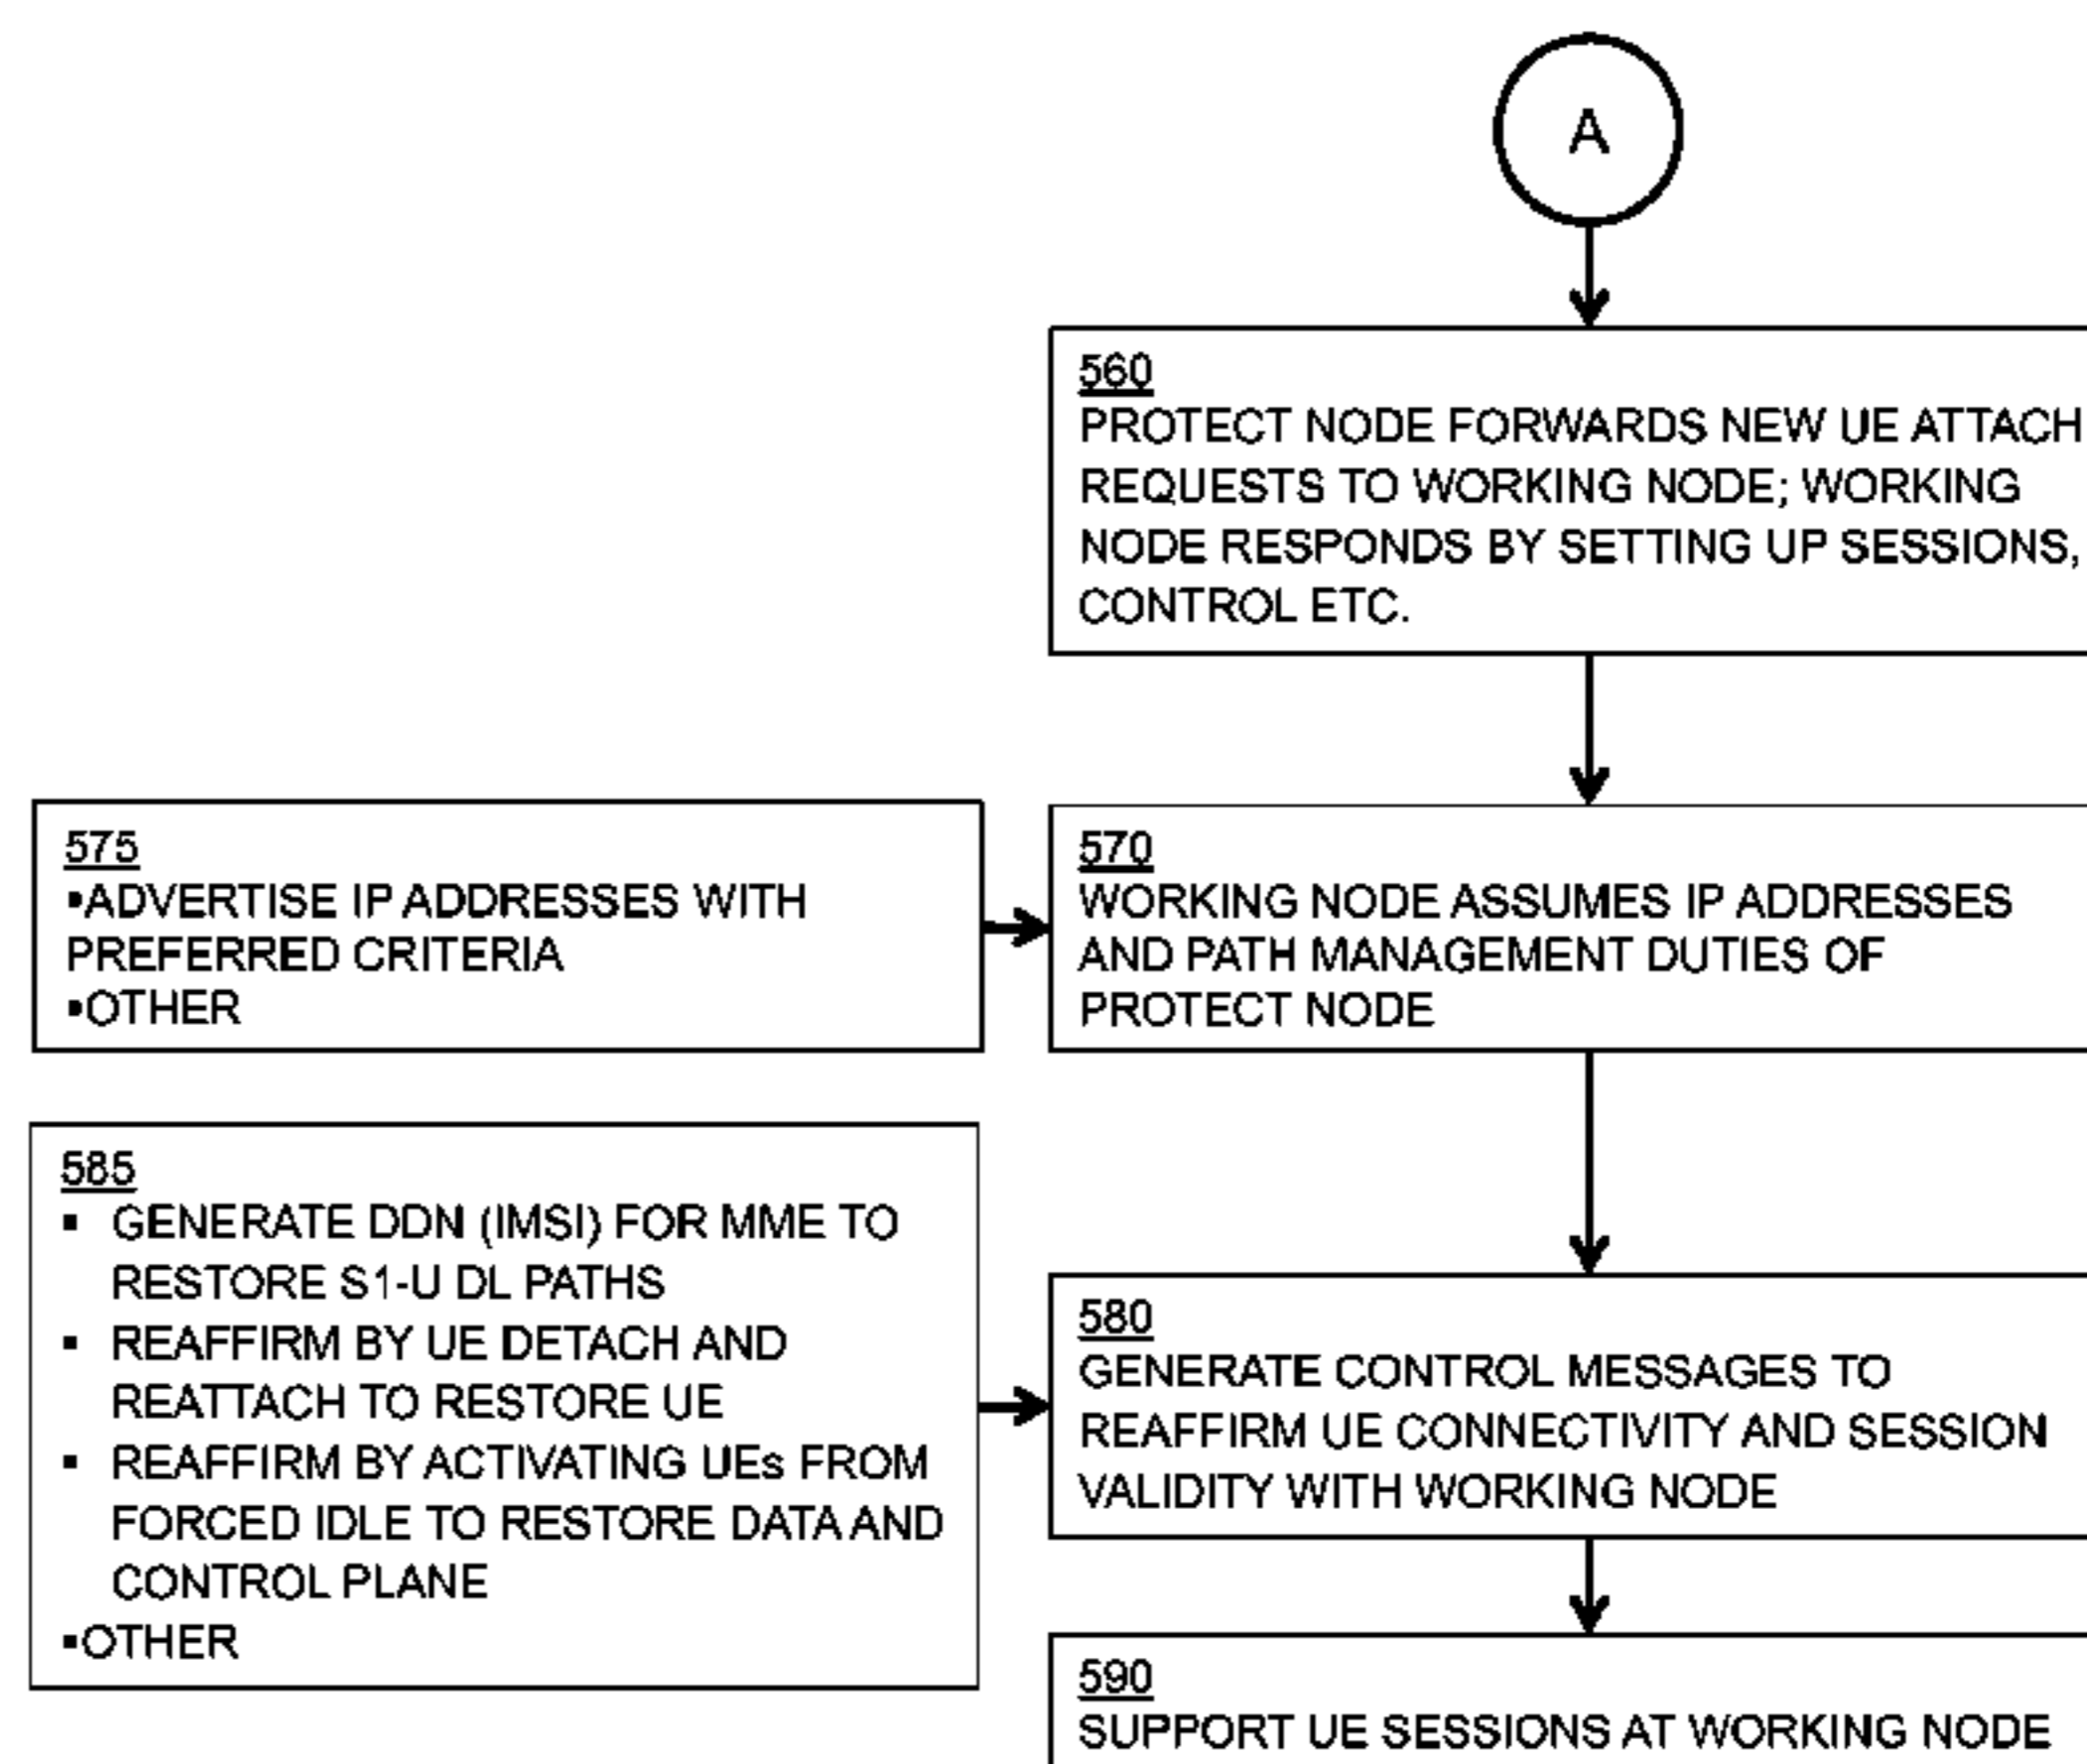 A
560
PROTECT NODE FORWARDS NEW UE ATTACH
REQUESTS TO WORKING NODE; WORKING
NODE RESPONDS BY SETTING UP SESSIONS,
CONTROL ETC.
575
▪ADVERTISE IP ADDRESSES WITH
PREFERRED CRITERIA
▪OTHER
570
WORKING NODE ASSUMES IP ADDRESSES
AND PATH MANAGEMENT DUTIES OF
PROTECT NODE
585
▪ GENERATE DDN (IMSI) FOR MME TO
RESTORE S1-U DL PATHS
▪ REAFFIRM BY UE DETACH AND
REATTACH TO RESTORE UE
▪ REAFFIRM BY ACTIVATING UEs FROM
FORCED IDLE TO RESTORE DATA AND
CONTROL PLANE
▪OTHER
580
GENERATE CONTROL MESSAGES TO
REAFFIRM UE CONNECTIVITY AND SESSION
VALIDITY WITH WORKING NODE
590
SUPPORT UE SESSIONS AT WORKING NODE